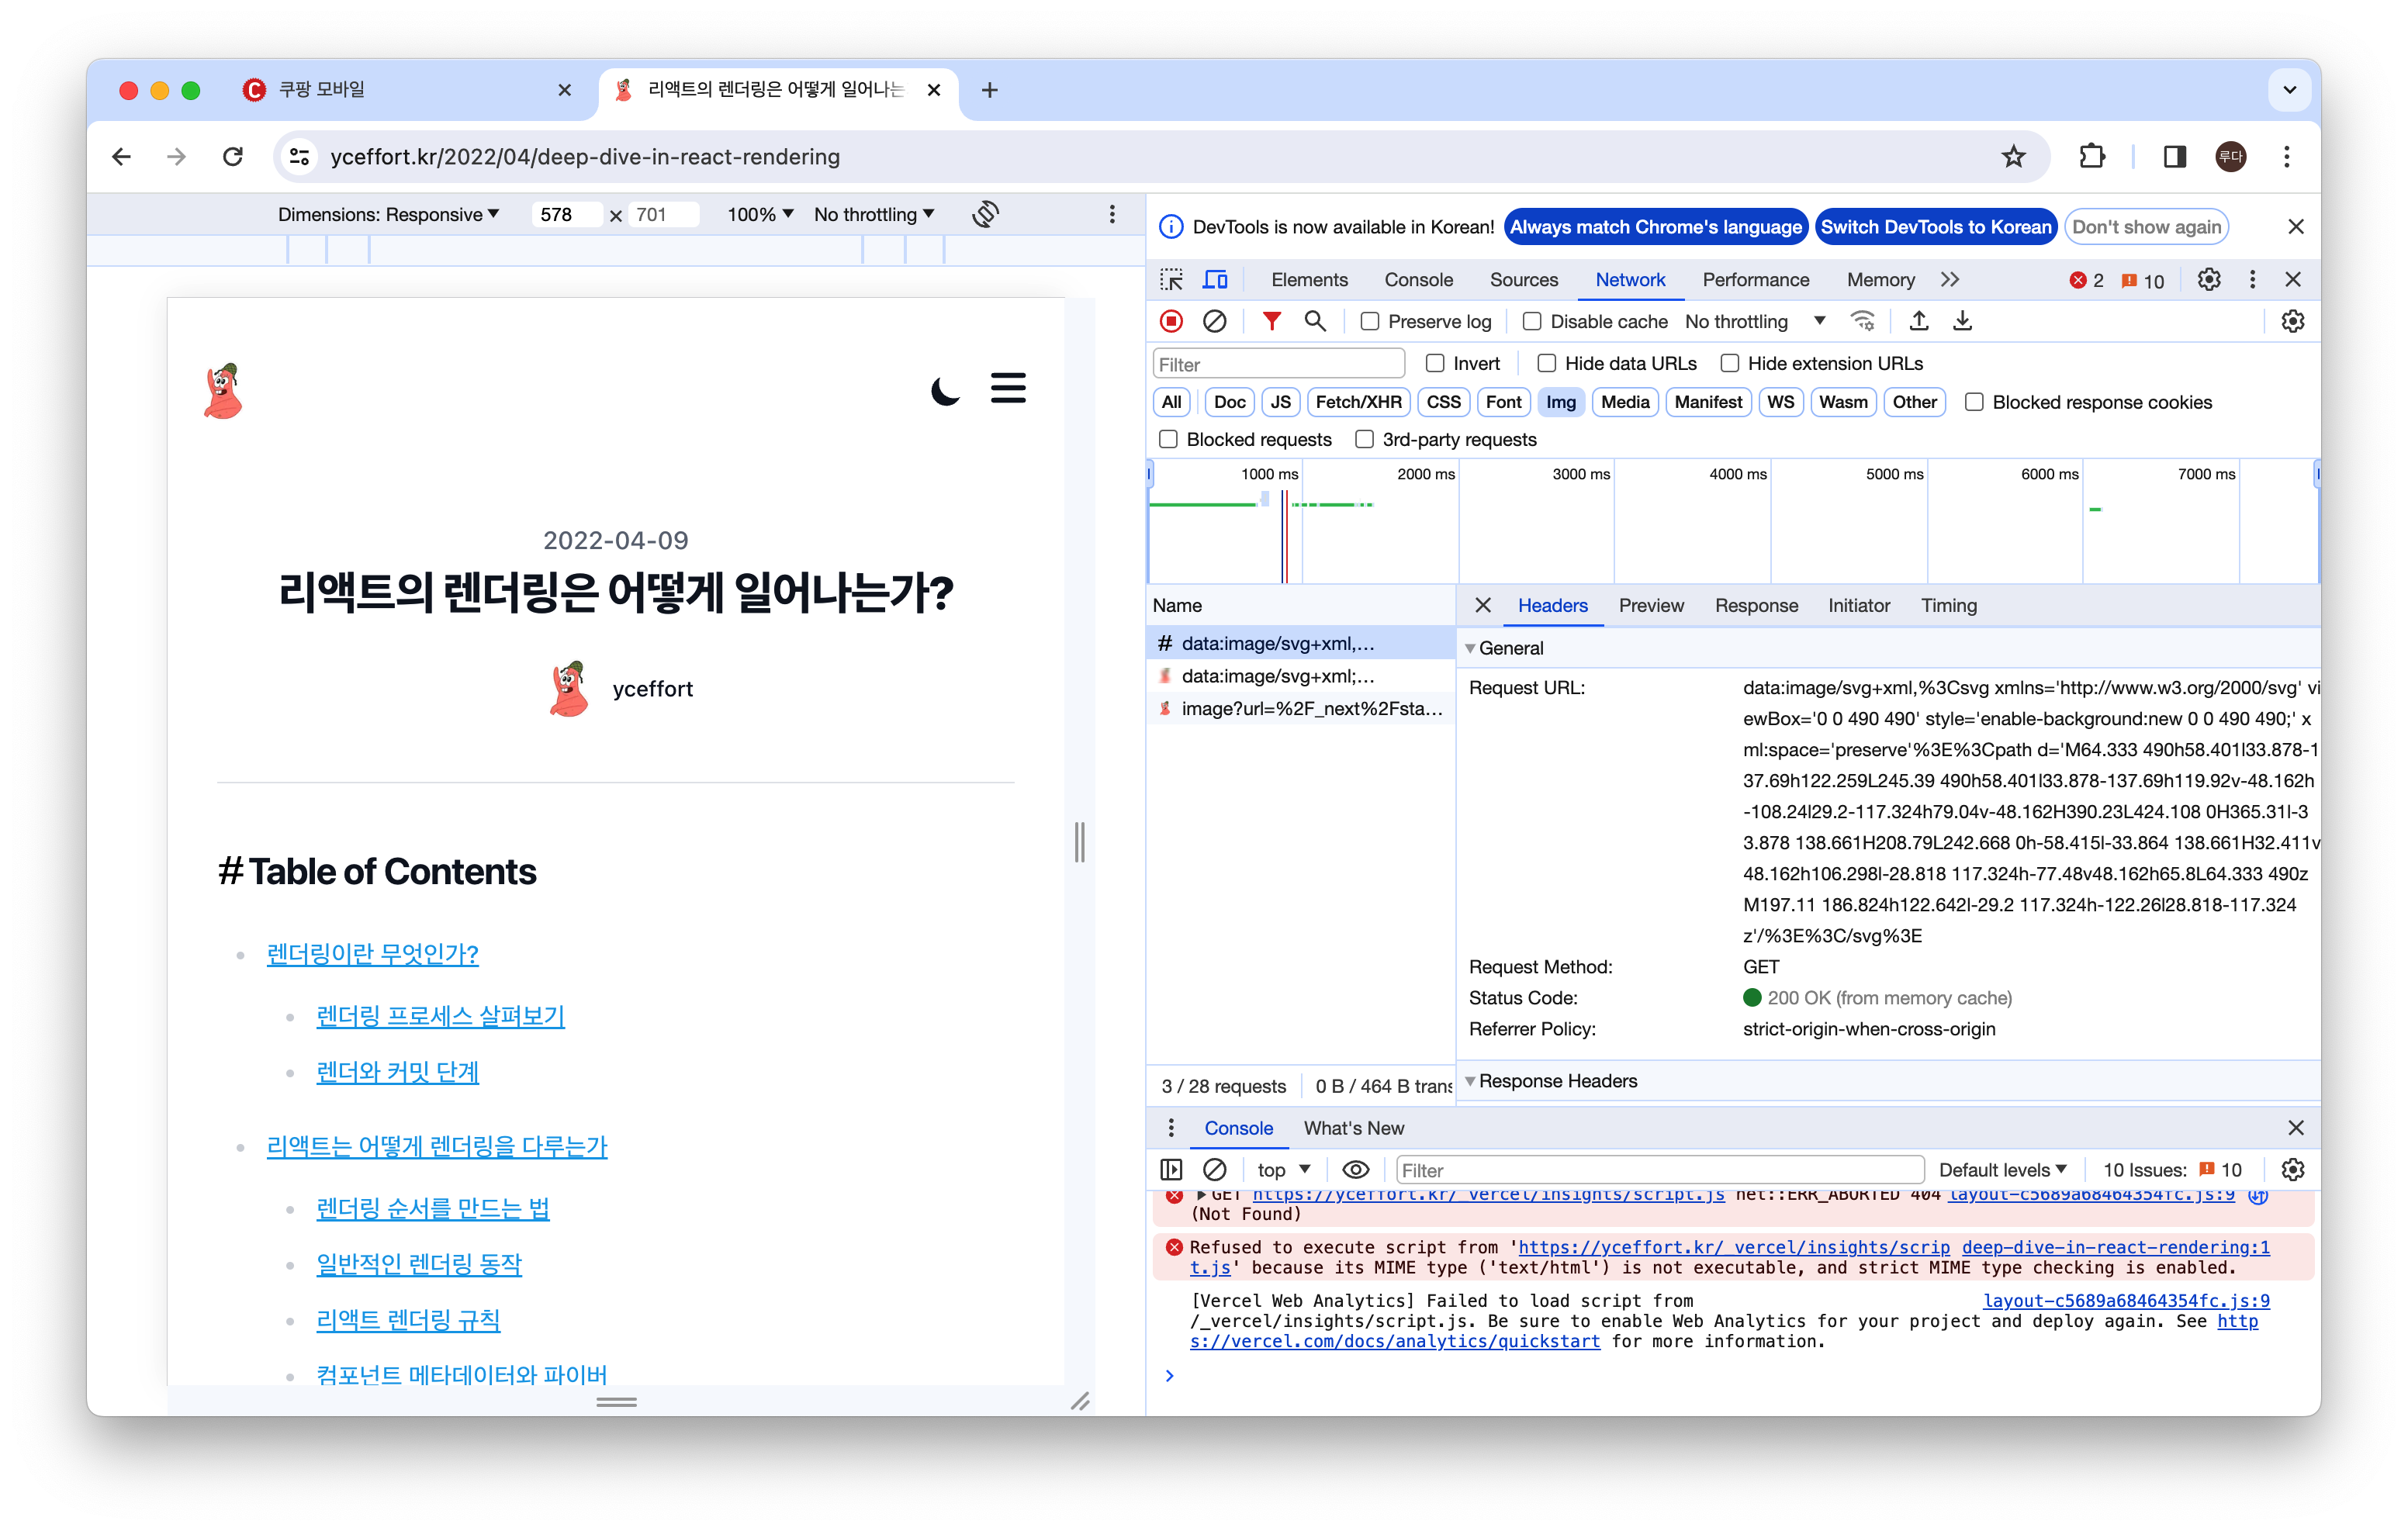 쿠팡 모바일
리액트의 렌더링은 어떻게 일어나는
yceffort.kr/2022/04/deep-dive-in-react-rendering
루다
Dimensions: Responsive
578 × 701
100%
No throttling
2022-04-09
리액트의 렌더링은 어떻게 일어나는가?
yceffort
# Table of Contents
렌더링이란 무엇인가?
렌더링 프로세스 살펴보기
렌더와 커밋 단계
리액트는 어떻게 렌더링을 다루는가
렌더링 순서를 만드는 법
일반적인 렌더링 동작
리액트 렌더링 규칙
컴포넌트 메타데이터와 파이버
DevTools is now available in Korean! Always match Chrome's language Switch DevTools to Korean Don't show again
Elements Console Sources Network Performance Memory 2 10
Preserve log Disable cache No throttling
Filter Invert Hide data URLs Hide extension URLs
All Doc JS Fetch/XHR CSS Font Img Media Manifest WS Wasm Other Blocked response cookies
Blocked requests 3rd-party requests
1000 ms 2000 ms 3000 ms 4000 ms 5000 ms 6000 ms 7000 ms
Name
# data:image/svg+xml,...
data:image/svg+xml;...
image?url=%2F_next%2Fsta...
3 / 28 requests 0 B / 464 B trans
Headers Preview Response Initiator Timing
General
Request URL: data:image/svg+xml,%3Csvg xmlns='http://www.w3.org/2000/svg' vi
ewBox='0 0 490 490' style='enable-background:new 0 0 490 490;' x
ml:space='preserve'%3E%3Cpath d='M64.333 490h58.401l33.878-1
37.69h122.259L245.39 490h58.401l33.878-137.69h119.92v-48.162h
-108.24l29.2-117.324h79.04v-48.162H390.23L424.108 0H365.31l-3
3.878 138.661H208.79L242.668 0h-58.415l-33.864 138.661H32.411v
48.162h106.298l-28.818 117.324h-77.48v48.162h65.8L64.333 490z
M197.11 186.824h122.642l-29.2 117.324h-122.26l28.818-117.324
z'/%3E%3C/svg%3E
Request Method: GET
Status Code: 200 OK (from memory cache)
Referrer Policy: strict-origin-when-cross-origin
Response Headers
Console What's New
top Filter Default levels 10 Issues: 10
GET https://yceffort.kr/_vercel/insights/script.js net::ERR_ABORTED 404 layout-c5689a68464354fc.js:9
(Not Found)
Refused to execute script from 'https://yceffort.kr/_vercel/insights/scrip deep-dive-in-react-rendering:1
t.js' because its MIME type ('text/html') is not executable, and strict MIME type checking is enabled.
[Vercel Web Analytics] Failed to load script from layout-c5689a68464354fc.js:9
/_vercel/insights/script.js. Be sure to enable Web Analytics for your project and deploy again. See http
s://vercel.com/docs/analytics/quickstart for more information.